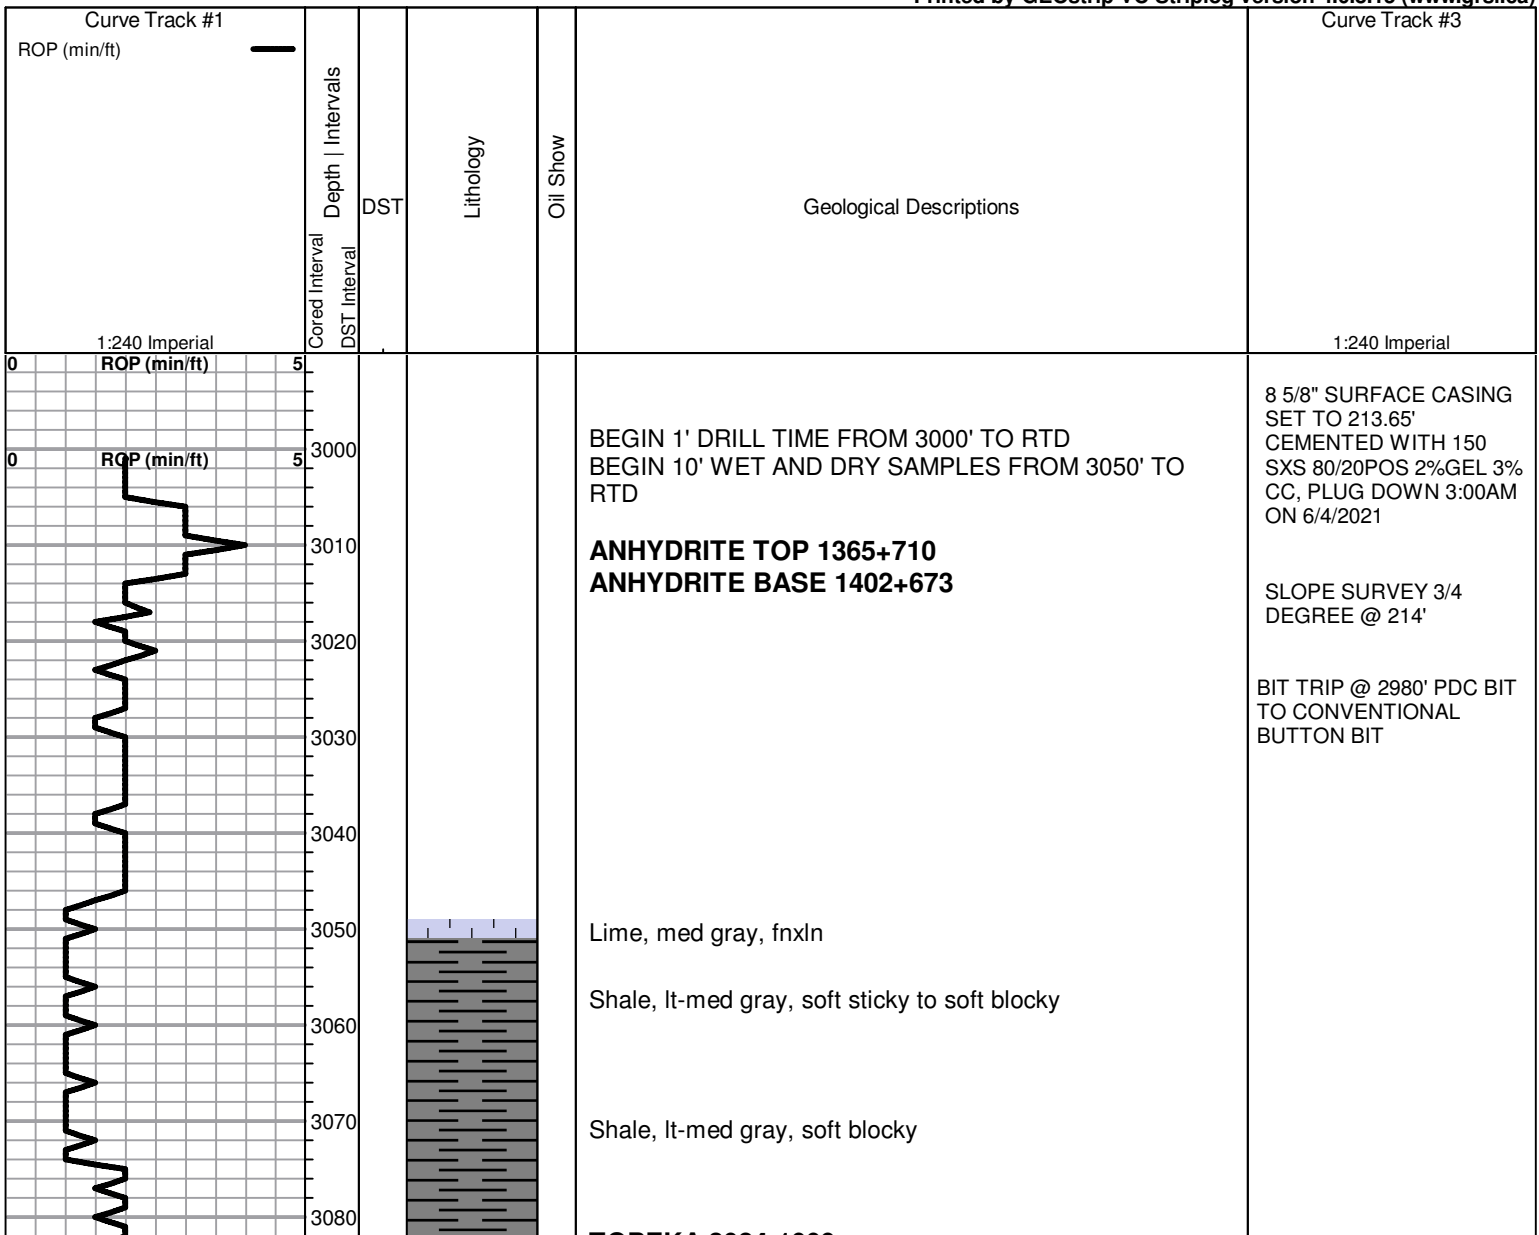 Curve Track #1
ROP (min/ft)
1:240 Imperial
Cored Interval
Depth | Intervals
DST Interval
DST
Lithology
Oil Show
Geological Descriptions
Curve Track #3
1:240 Imperial
0 ROP (min/ft) 5
3000
0 ROP (min/ft) 5
3010
3020
3030
3040
3050
3060
3070
3080
BEGIN 1' DRILL TIME FROM 3000' TO RTD
BEGIN 10' WET AND DRY SAMPLES FROM 3050' TO
RTD
ANHYDRITE TOP 1365+710
ANHYDRITE BASE 1402+673
Lime, med gray, fnxln
Shale, lt-med gray, soft sticky to soft blocky
Shale, lt-med gray, soft blocky
8 5/8" SURFACE CASING
SET TO 213.65'
CEMENTED WITH 150
SXS 80/20POS 2%GEL 3%
CC, PLUG DOWN 3:00AM
ON 6/4/2021
SLOPE SURVEY 3/4
DEGREE @ 214'
BIT TRIP @ 2980' PDC BIT
TO CONVENTIONAL
BUTTON BIT